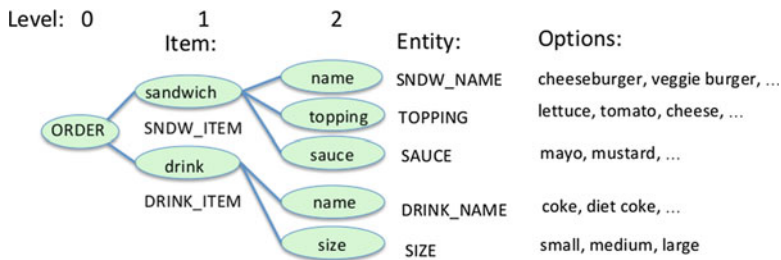 Level: 0 1 2
Item: Entity: Options:
name SNDW_NAME cheeseburger, veggie burger, ...
sandwich
topping TOPPING lettuce, tomato, cheese, ...
ORDER SNDW_ITEM
sauce SAUCE mayo, mustard, ...
drink
DRINK_ITEM name DRINK_NAME coke, diet coke, ...
size SIZE small, medium, large